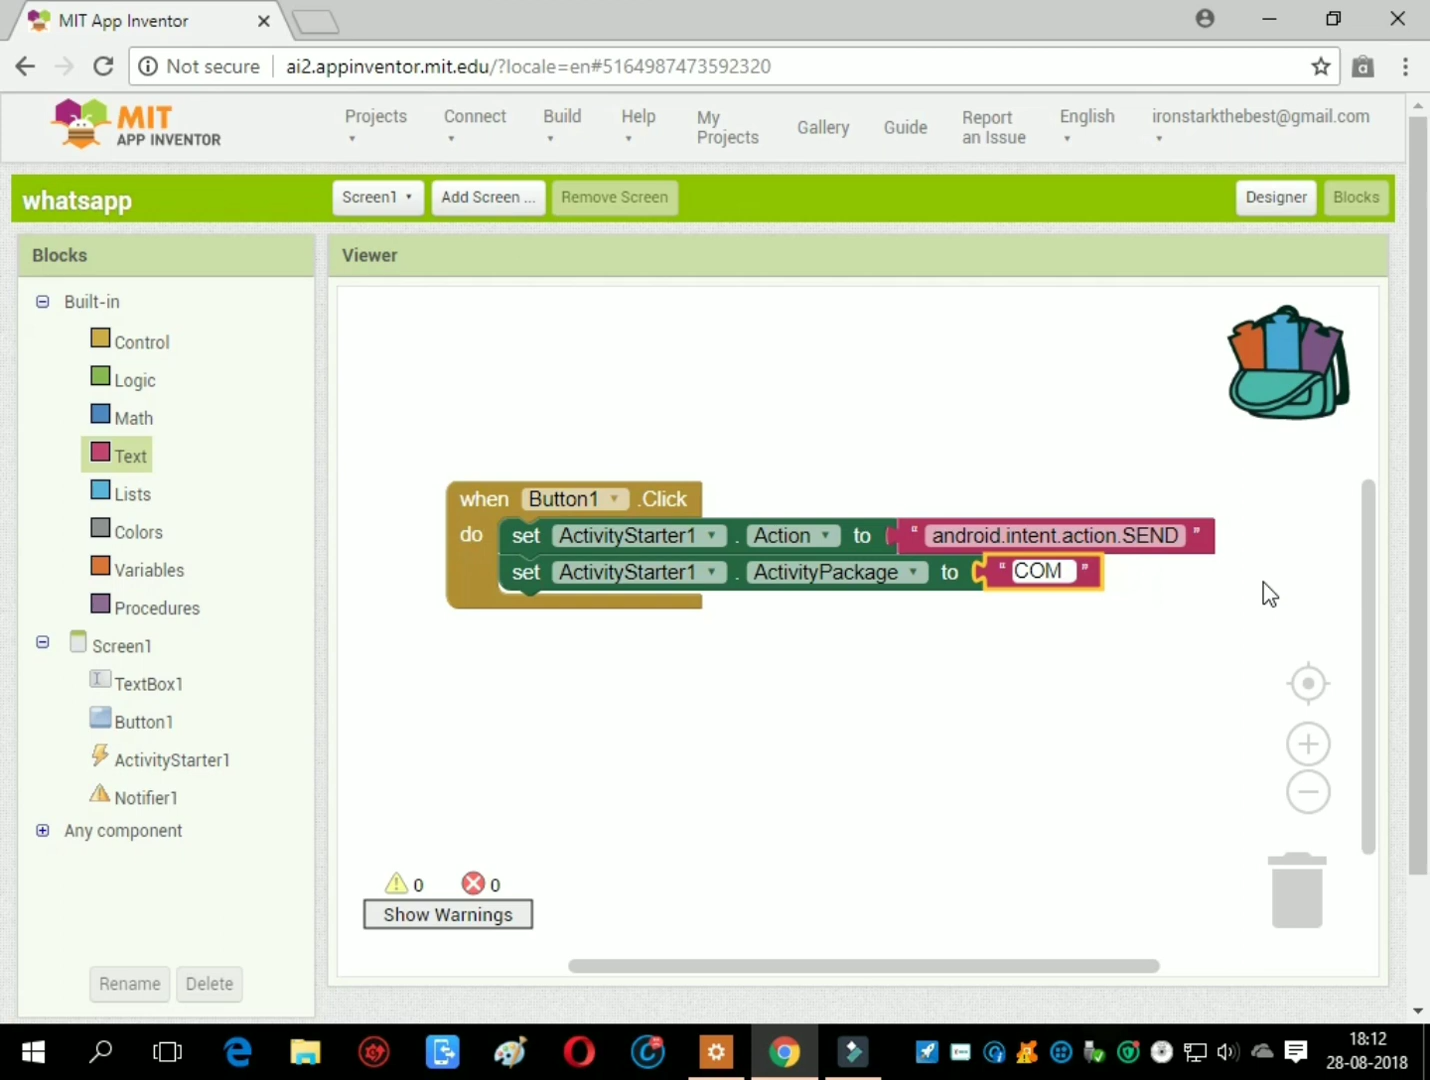 MIT App Inventor
Not secure
ai2.appinventor.mit.edu/?locale=en#5164987473592320
MIT
APP INVENTOR
Projects
Connect
Build
Help
My
Projects
Gallery
Guide
Report
an Issue
English
ironstarkthebest@gmail.com
whatsapp
Screen1
Add Screen ...
Remove Screen
Designer
Blocks
Blocks
Viewer
Built-in
Control
Logic
Math
Text
Lists
Colors
Variables
Procedures
Screen1
TextBox1
Button1
ActivityStarter1
Notifier1
Any component
Rename
Delete
when Button1 .Click
do set ActivityStarter1 . Action to “ android.intent.action.SEND ”
set ActivityStarter1 . ActivityPackage to “ COM ”
0 0
Show Warnings
18:12
28-08-2018